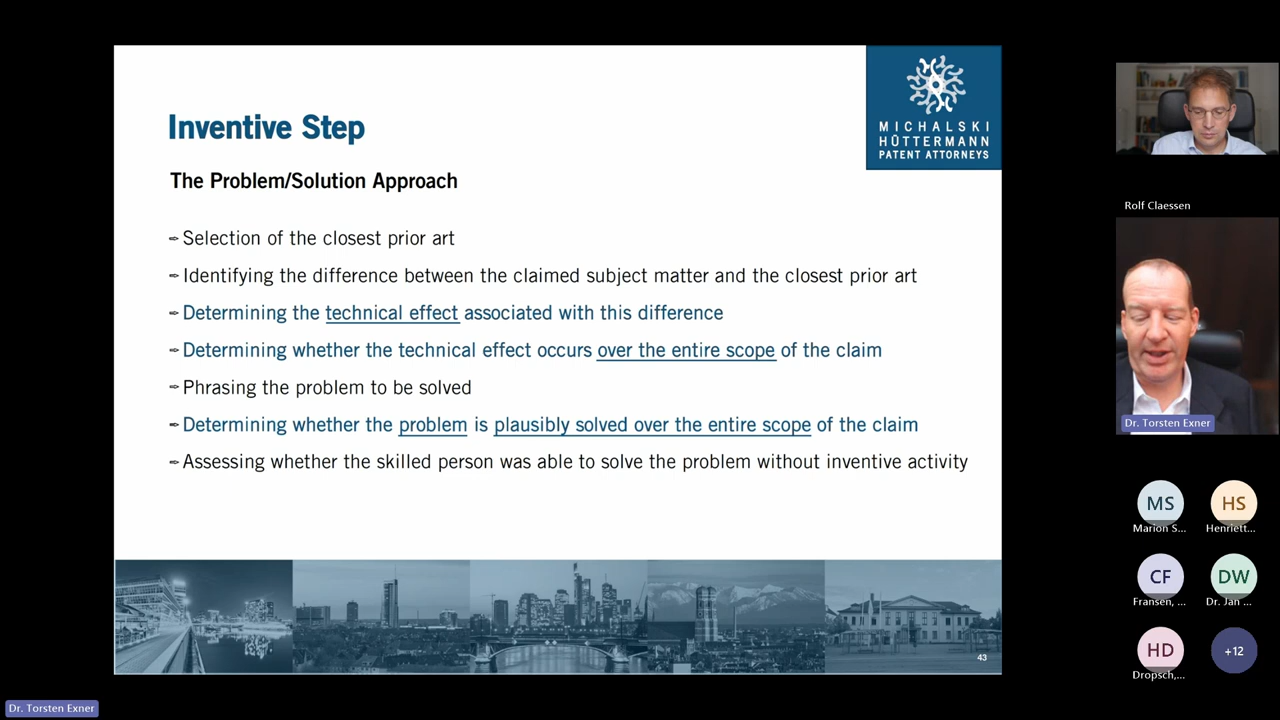 Inventive Step
MICHALSKI
HÜTTERMANN
PATENT ATTORNEYS
The Problem/Solution Approach
Selection of the closest prior art
Identifying the difference between the claimed subject matter and the closest prior art
Determining the technical effect associated with this difference
Determining whether the technical effect occurs over the entire scope of the claim
Phrasing the problem to be solved
Determining whether the problem is plausibly solved over the entire scope of the claim
Assessing whether the skilled person was able to solve the problem without inventive activity
43
Rolf Claessen
Dr. Torsten Exner
MS
HS
Marion S...
Henriett...
CF
DW
Fransen, ...
Dr. Jan ...
HD
+12
Dropsch,...
Dr. Torsten Exner